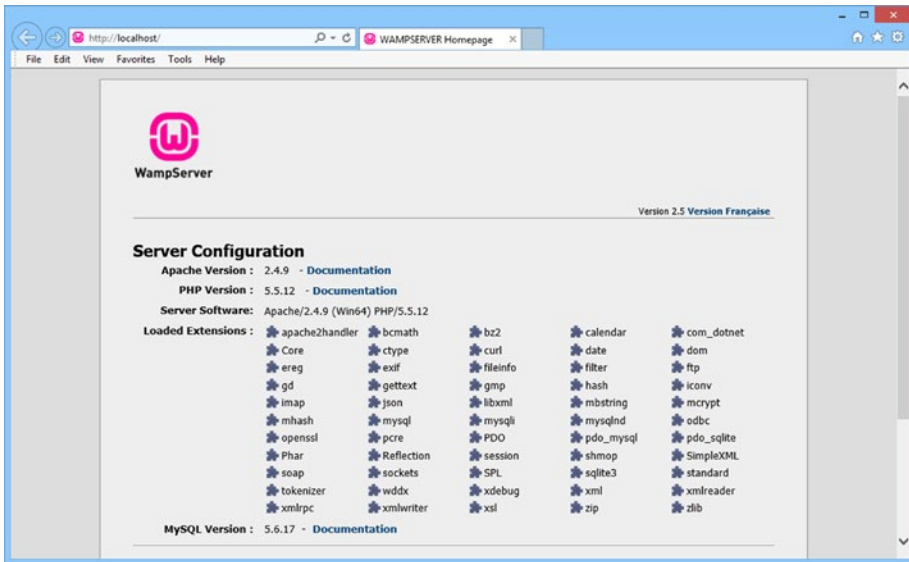 http://localhost/
WAMPSERVER Homepage
File Edit View Favorites Tools Help
WampServer
Version 2.5 Version Française
Server Configuration
Apache Version : 2.4.9 - Documentation
PHP Version : 5.5.12 - Documentation
Server Software: Apache/2.4.9 (Win64) PHP/5.5.12
Loaded Extensions : apache2handler bcmath bz2 calendar com_dotnet
Core ctype curl date dom
ereg exif fileinfo filter ftp
gd gettext gmp hash iconv
imap json libxml mbstring mcrypt
mhash mysql mysqli mysqlnd odbc
openssl pcre PDO pdo_mysql pdo_sqlite
Phar Reflection session shmop SimpleXML
soap sockets SPL sqlite3 standard
tokenizer wddx xdebug xml xmlreader
xmlrpc xmlwriter xsl zip zlib
MySQL Version : 5.6.17 - Documentation